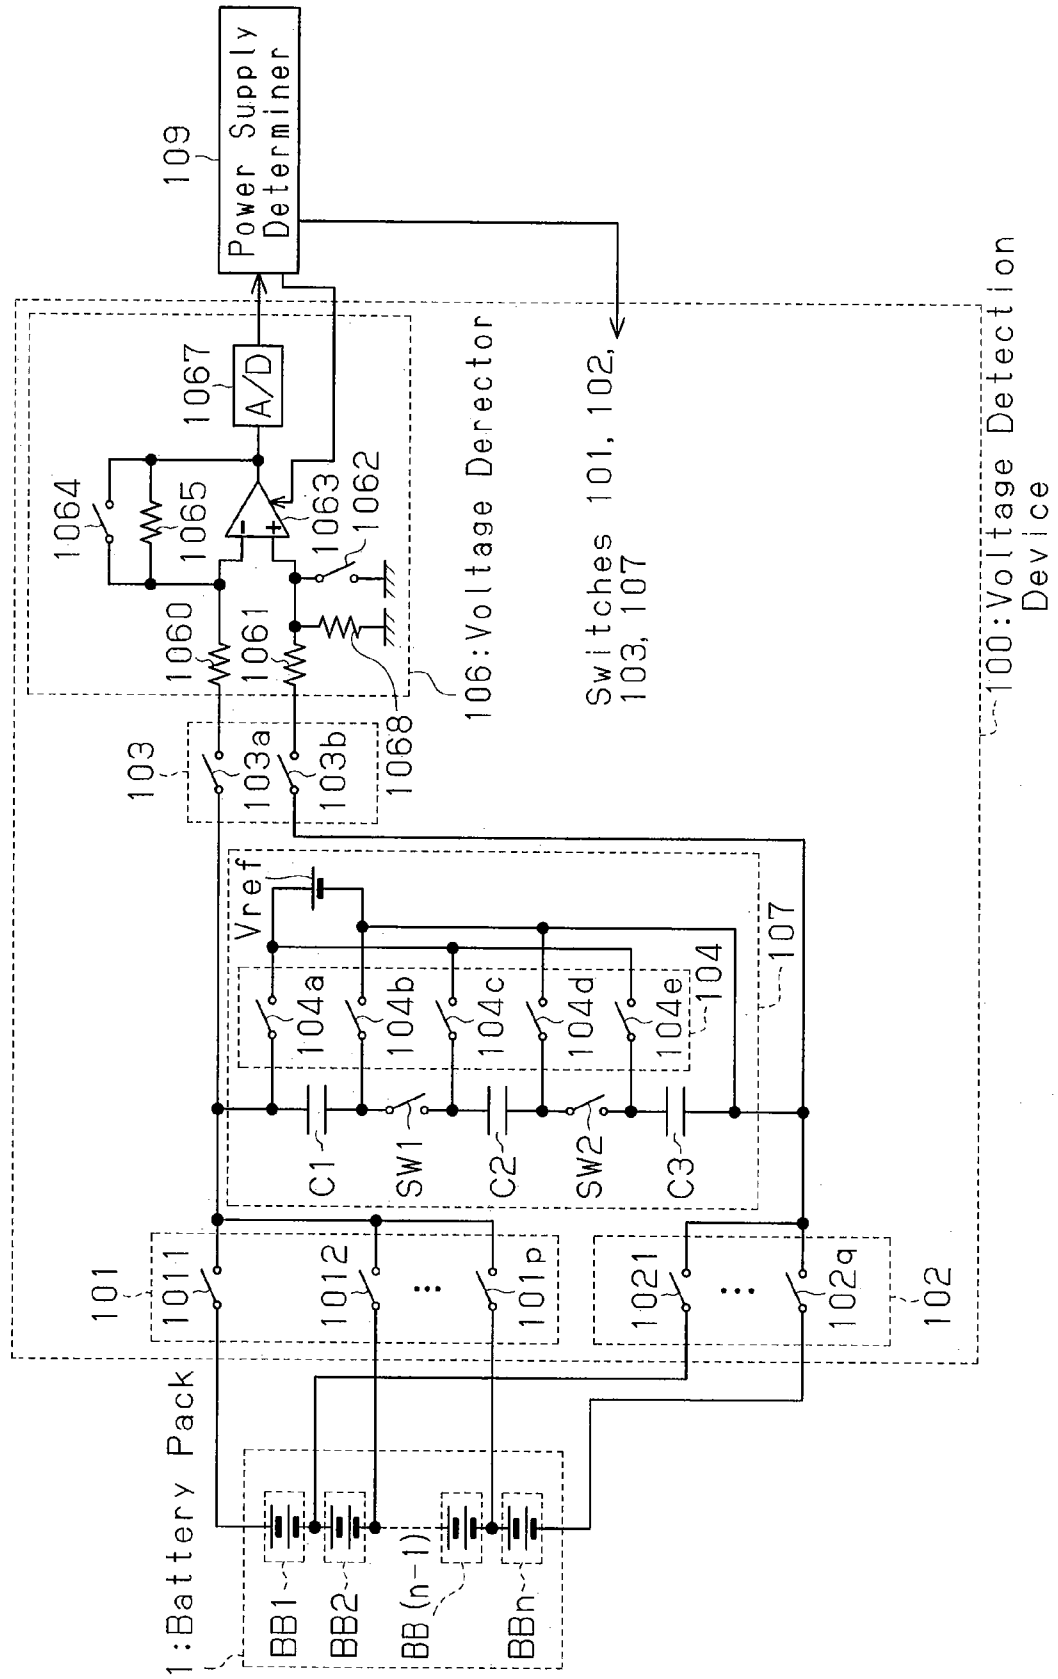 1:Battery Pack
BB1
BB2
BB(n-1)
BBn
101
1011
1012
...
101p
1021
...
102q
102
C1
SW1
C2
SW2
C3
Vref
104a
104b
104c
104d
104e
104
107
103
103a
103b
1068
1060
1061
1064
1065
1063
1062
1067
A/D
106:Voltage Derector
109
Power Supply
Determiner
Switches 101, 102,
103, 107
100:Voltage Detection
Device